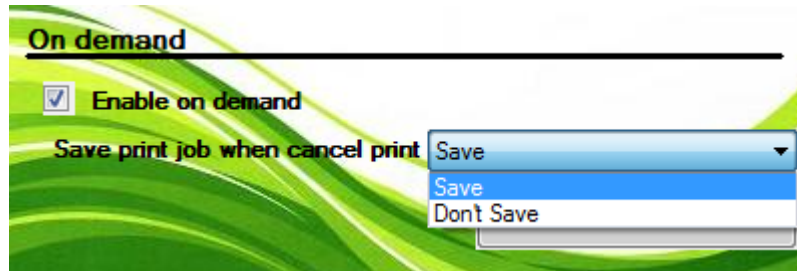 On demand
Enable on demand
Save print job when cancel print Save
Save
Don't Save